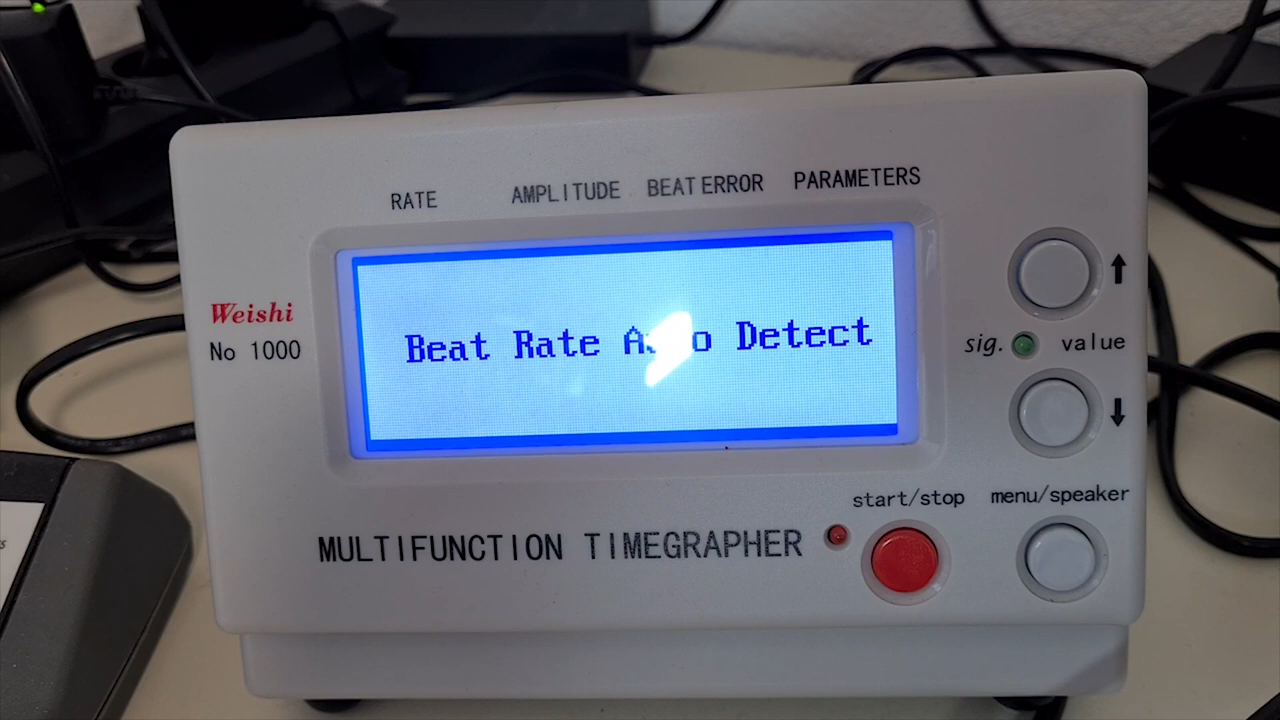 RATE AMPLITUDE BEAT ERROR PARAMETERS
Weishi
No 1000
Beat Rate Auto Detect
sig. value
start/stop menu/speaker
MULTIFUNCTION TIMEGRAPHER